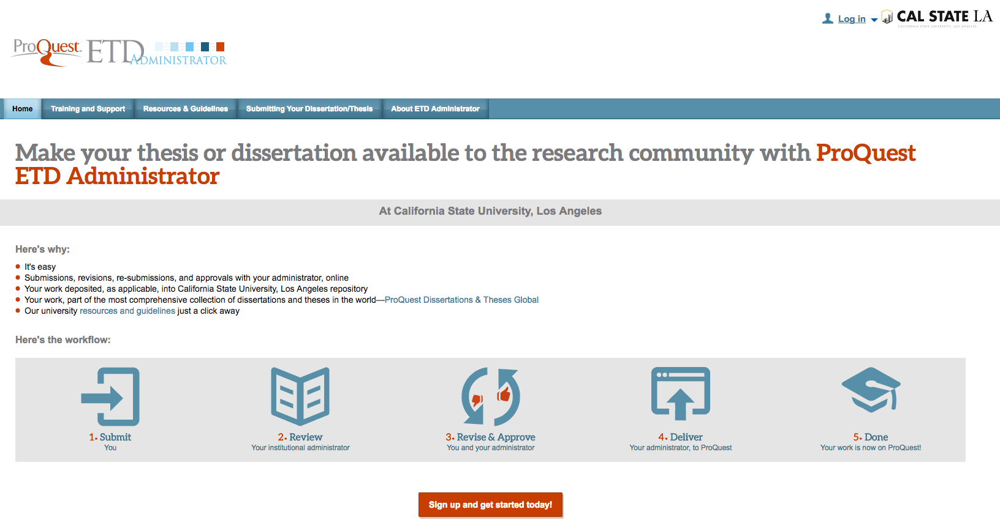 Log in
CAL STATE LA
CALIFORNIA STATE UNIVERSITY, LOS ANGELES
ProQuest ETD ADMINISTRATOR
Home Training and Support Resources & Guidelines Submitting Your Dissertation/Thesis About ETD Administrator
Make your thesis or dissertation available to the research community with ProQuest
ETD Administrator
At California State University, Los Angeles
Here's why:
It's easy
Submissions, revisions, re-submissions, and approvals with your administrator, online
Your work deposited, as applicable, into California State University, Los Angeles repository
Your work, part of the most comprehensive collection of dissertations and theses in the world—ProQuest Dissertations & Theses Global
Our university resources and guidelines just a click away
Here's the workflow:
1. Submit
You
2. Review
Your institutional administrator
3. Revise & Approve
You and your administrator
4. Deliver
Your administrator, to ProQuest
5. Done
Your work is now on ProQuest!
Sign up and get started today!